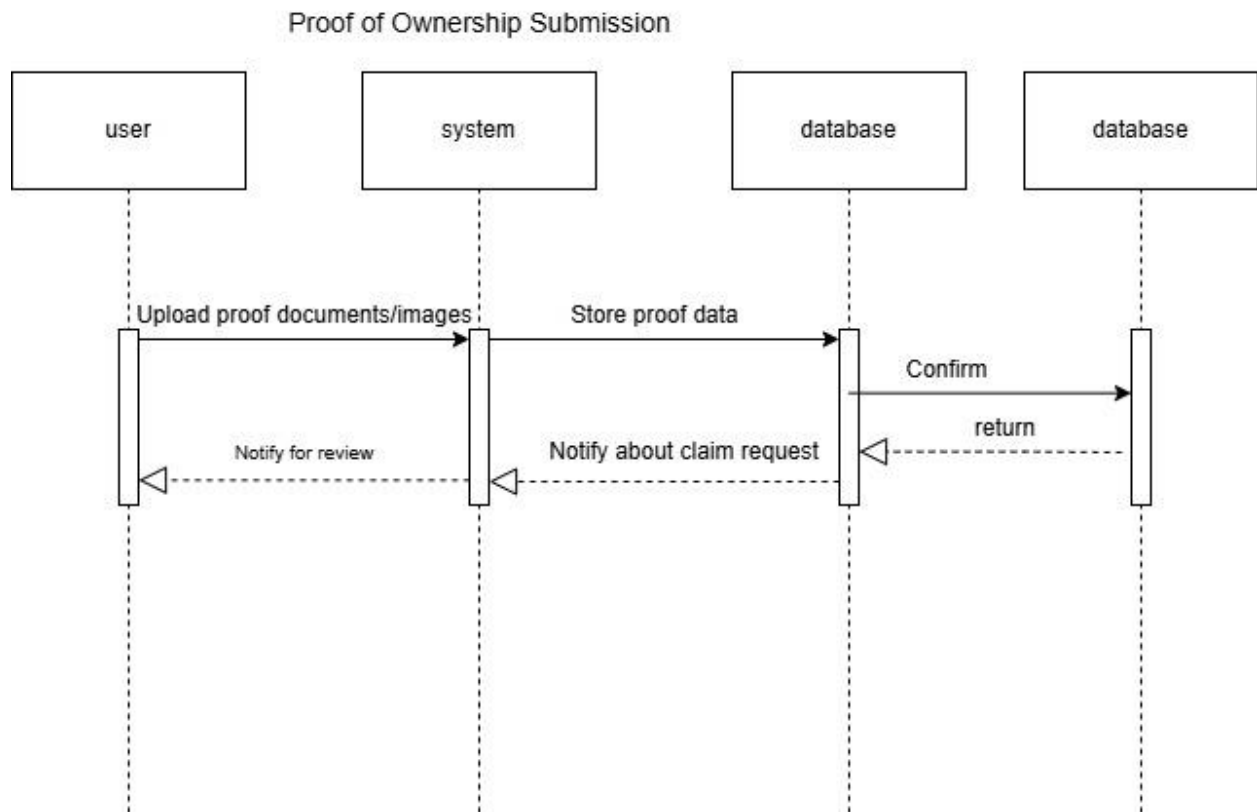 Proof of Ownership Submission
user
system
database
database
Upload proof documents/images
Store proof data
Confirm
return
Notify for review
Notify about claim request